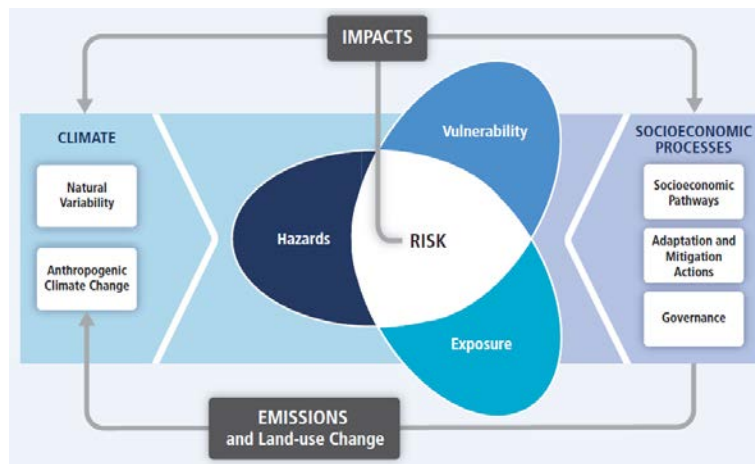 IMPACTS
CLIMATE
Natural
Variability
Anthropogenic
Climate Change
Vulnerability
Hazards
RISK
Exposure
SOCIOECONOMIC
PROCESSES
Socioeconomic
Pathways
Adaptation and
Mitigation
Actions
Governance
EMISSIONS
and Land-use Change